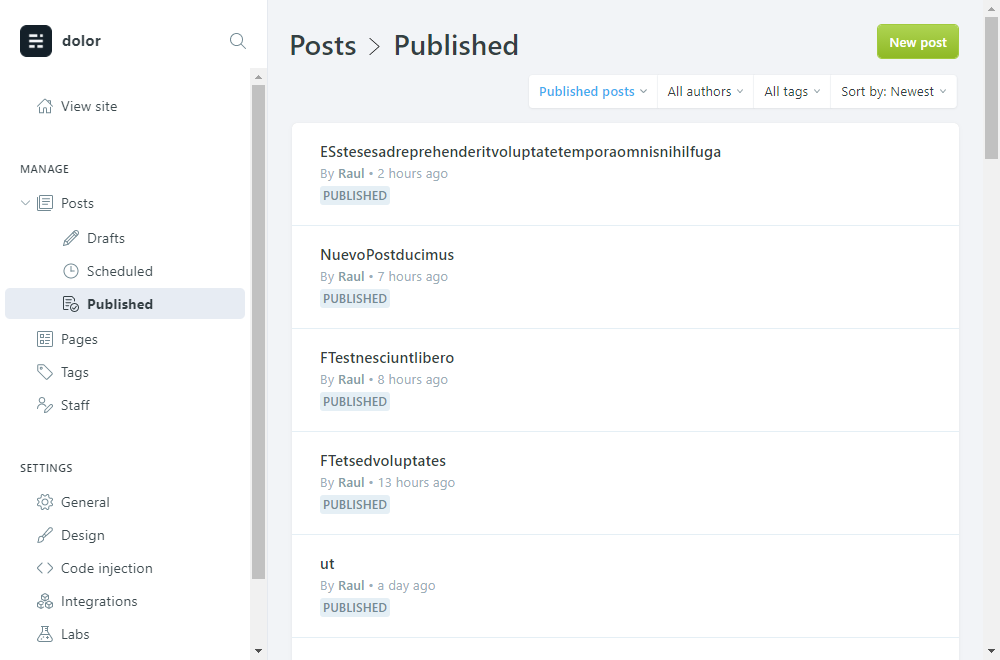 dolor
View site
MANAGE
Posts
Drafts
Scheduled
Published
Pages
Tags
Staff
SETTINGS
General
Design
Code injection
Integrations
Labs
Posts > Published
New post
Published posts
All authors
All tags
Sort by: Newest
ESstesesadreprehenderitvoluptatetemporaomnisnihilfuga
By Raul • 2 hours ago
PUBLISHED
NuevoPostducimus
By Raul • 7 hours ago
PUBLISHED
FTestnesciuntlibero
By Raul • 8 hours ago
PUBLISHED
FTetsedvoluptates
By Raul • 13 hours ago
PUBLISHED
ut
By Raul • a day ago
PUBLISHED